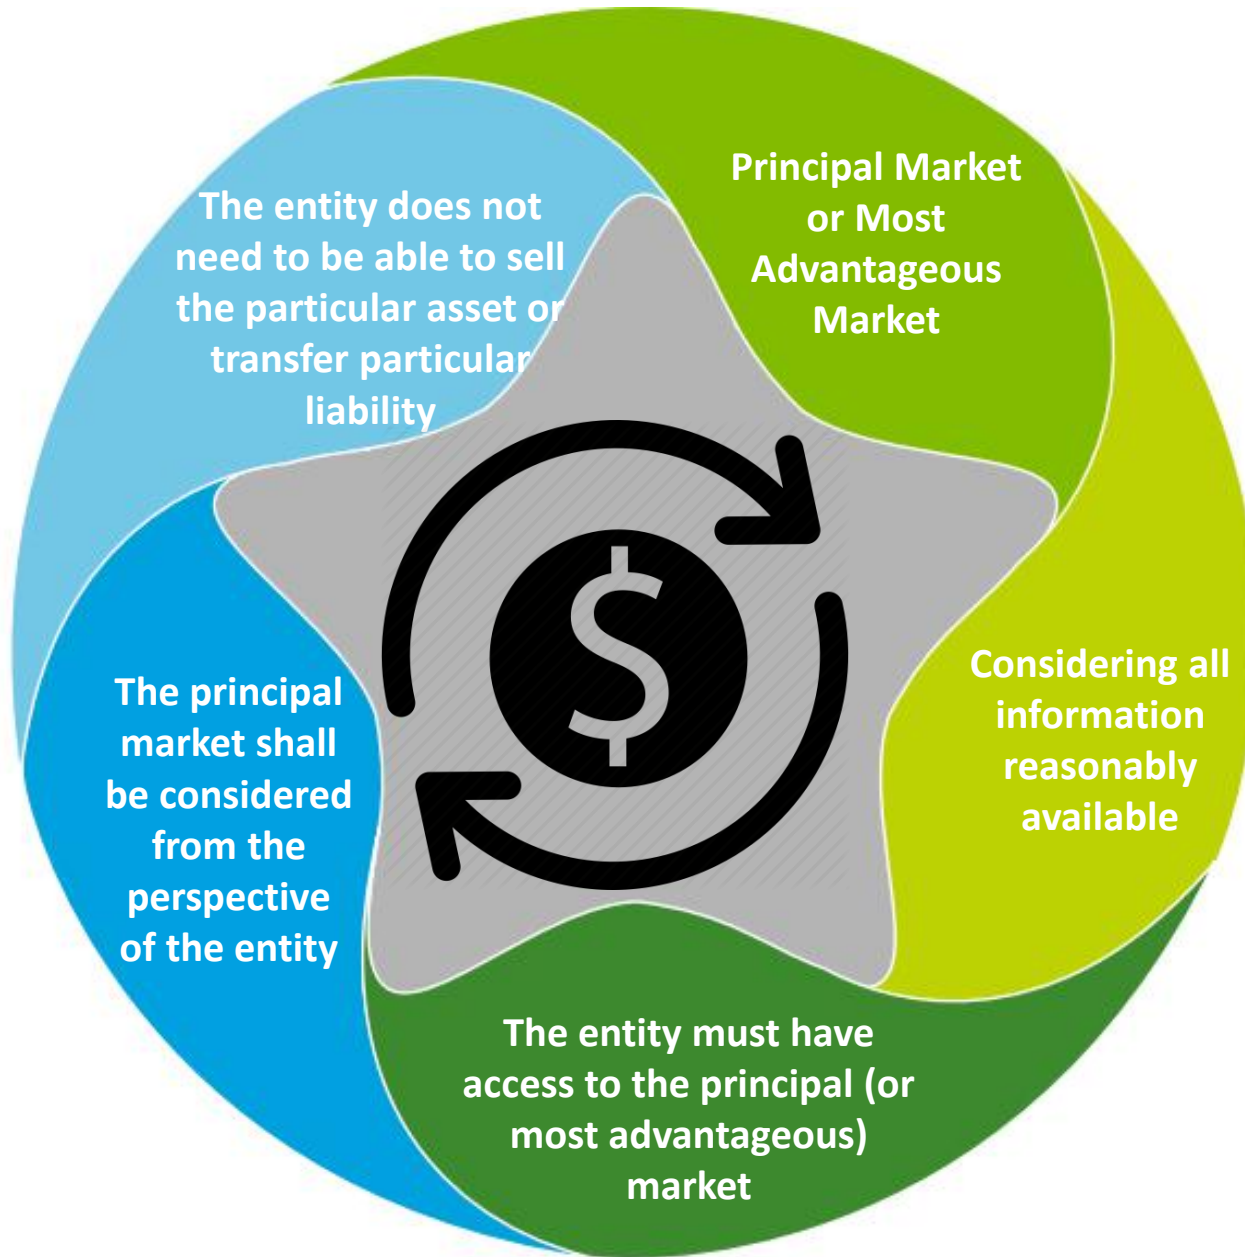 Principal Market
or Most
Advantageous
Market
Considering all
information
reasonably
available
The entity must have
access to the principal (or
most advantageous)
market
The principal
market shall
be considered
from the
perspective
of the entity
The entity does not
need to be able to sell
the particular asset or
transfer particular
liability
$